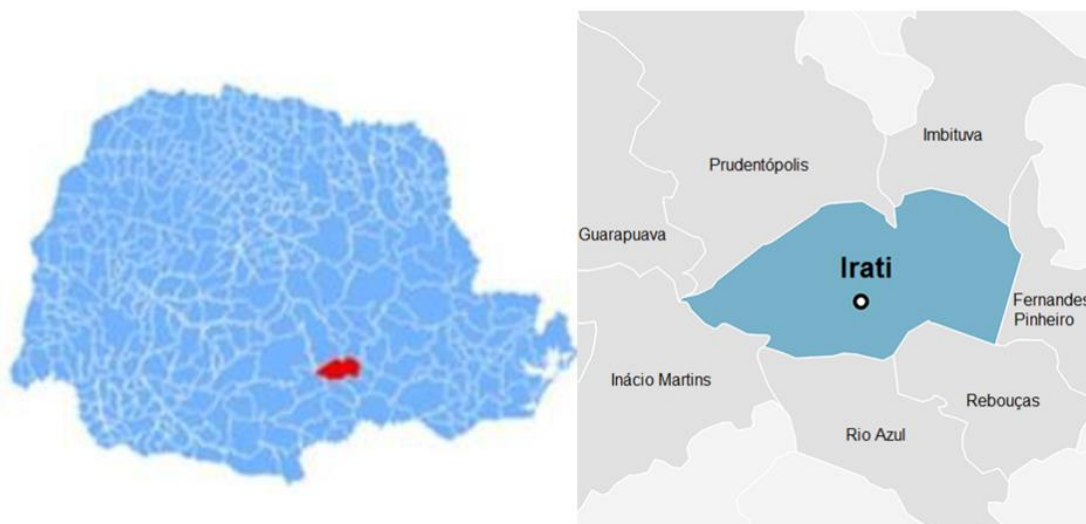 Imbituva
Prudentópolis
Guarapuava
Irati
Fernandes
Pinheiro
Inácio Martins
Rebouças
Rio Azul